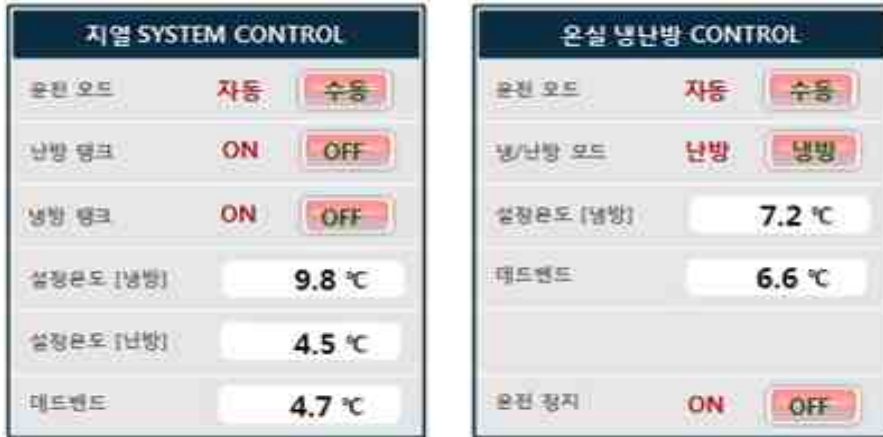 지열 SYSTEM CONTROL
운전 모드 자동 수동
난방 탱크 ON OFF
냉방 탱크 ON OFF
설정온도 [냉방] 9.8 ℃
설정온도 [난방] 4.5 ℃
데드벤드 4.7 ℃
온실 냉난방 CONTROL
운전 모드 자동 수동
냉/난방 모드 난방 냉방
설정온도 [냉방] 7.2 ℃
데드벤드 6.6 ℃
운전 정지 ON OFF